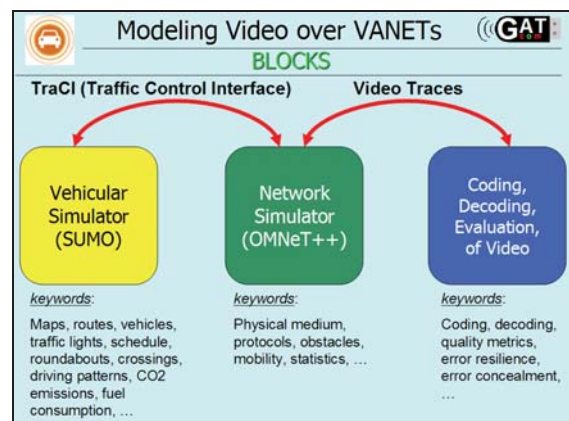 Modeling Video over VANETs
((GAT
com
BLOCKS
TraCI (Traffic Control Interface)
Video Traces
Vehicular
Simulator
(SUMO)
Network
Simulator
(OMNeT++)
Coding,
Decoding,
Evaluation,
of Video
keywords:
Maps, routes, vehicles,
traffic lights, schedule,
roundabouts, crossings,
driving patterns, CO2
emissions, fuel
consumption, ...
keywords:
Physical medium,
protocols, obstacles,
mobility, statistics, ...
keywords:
Coding, decoding,
quality metrics,
error resilience,
error concealment,
...